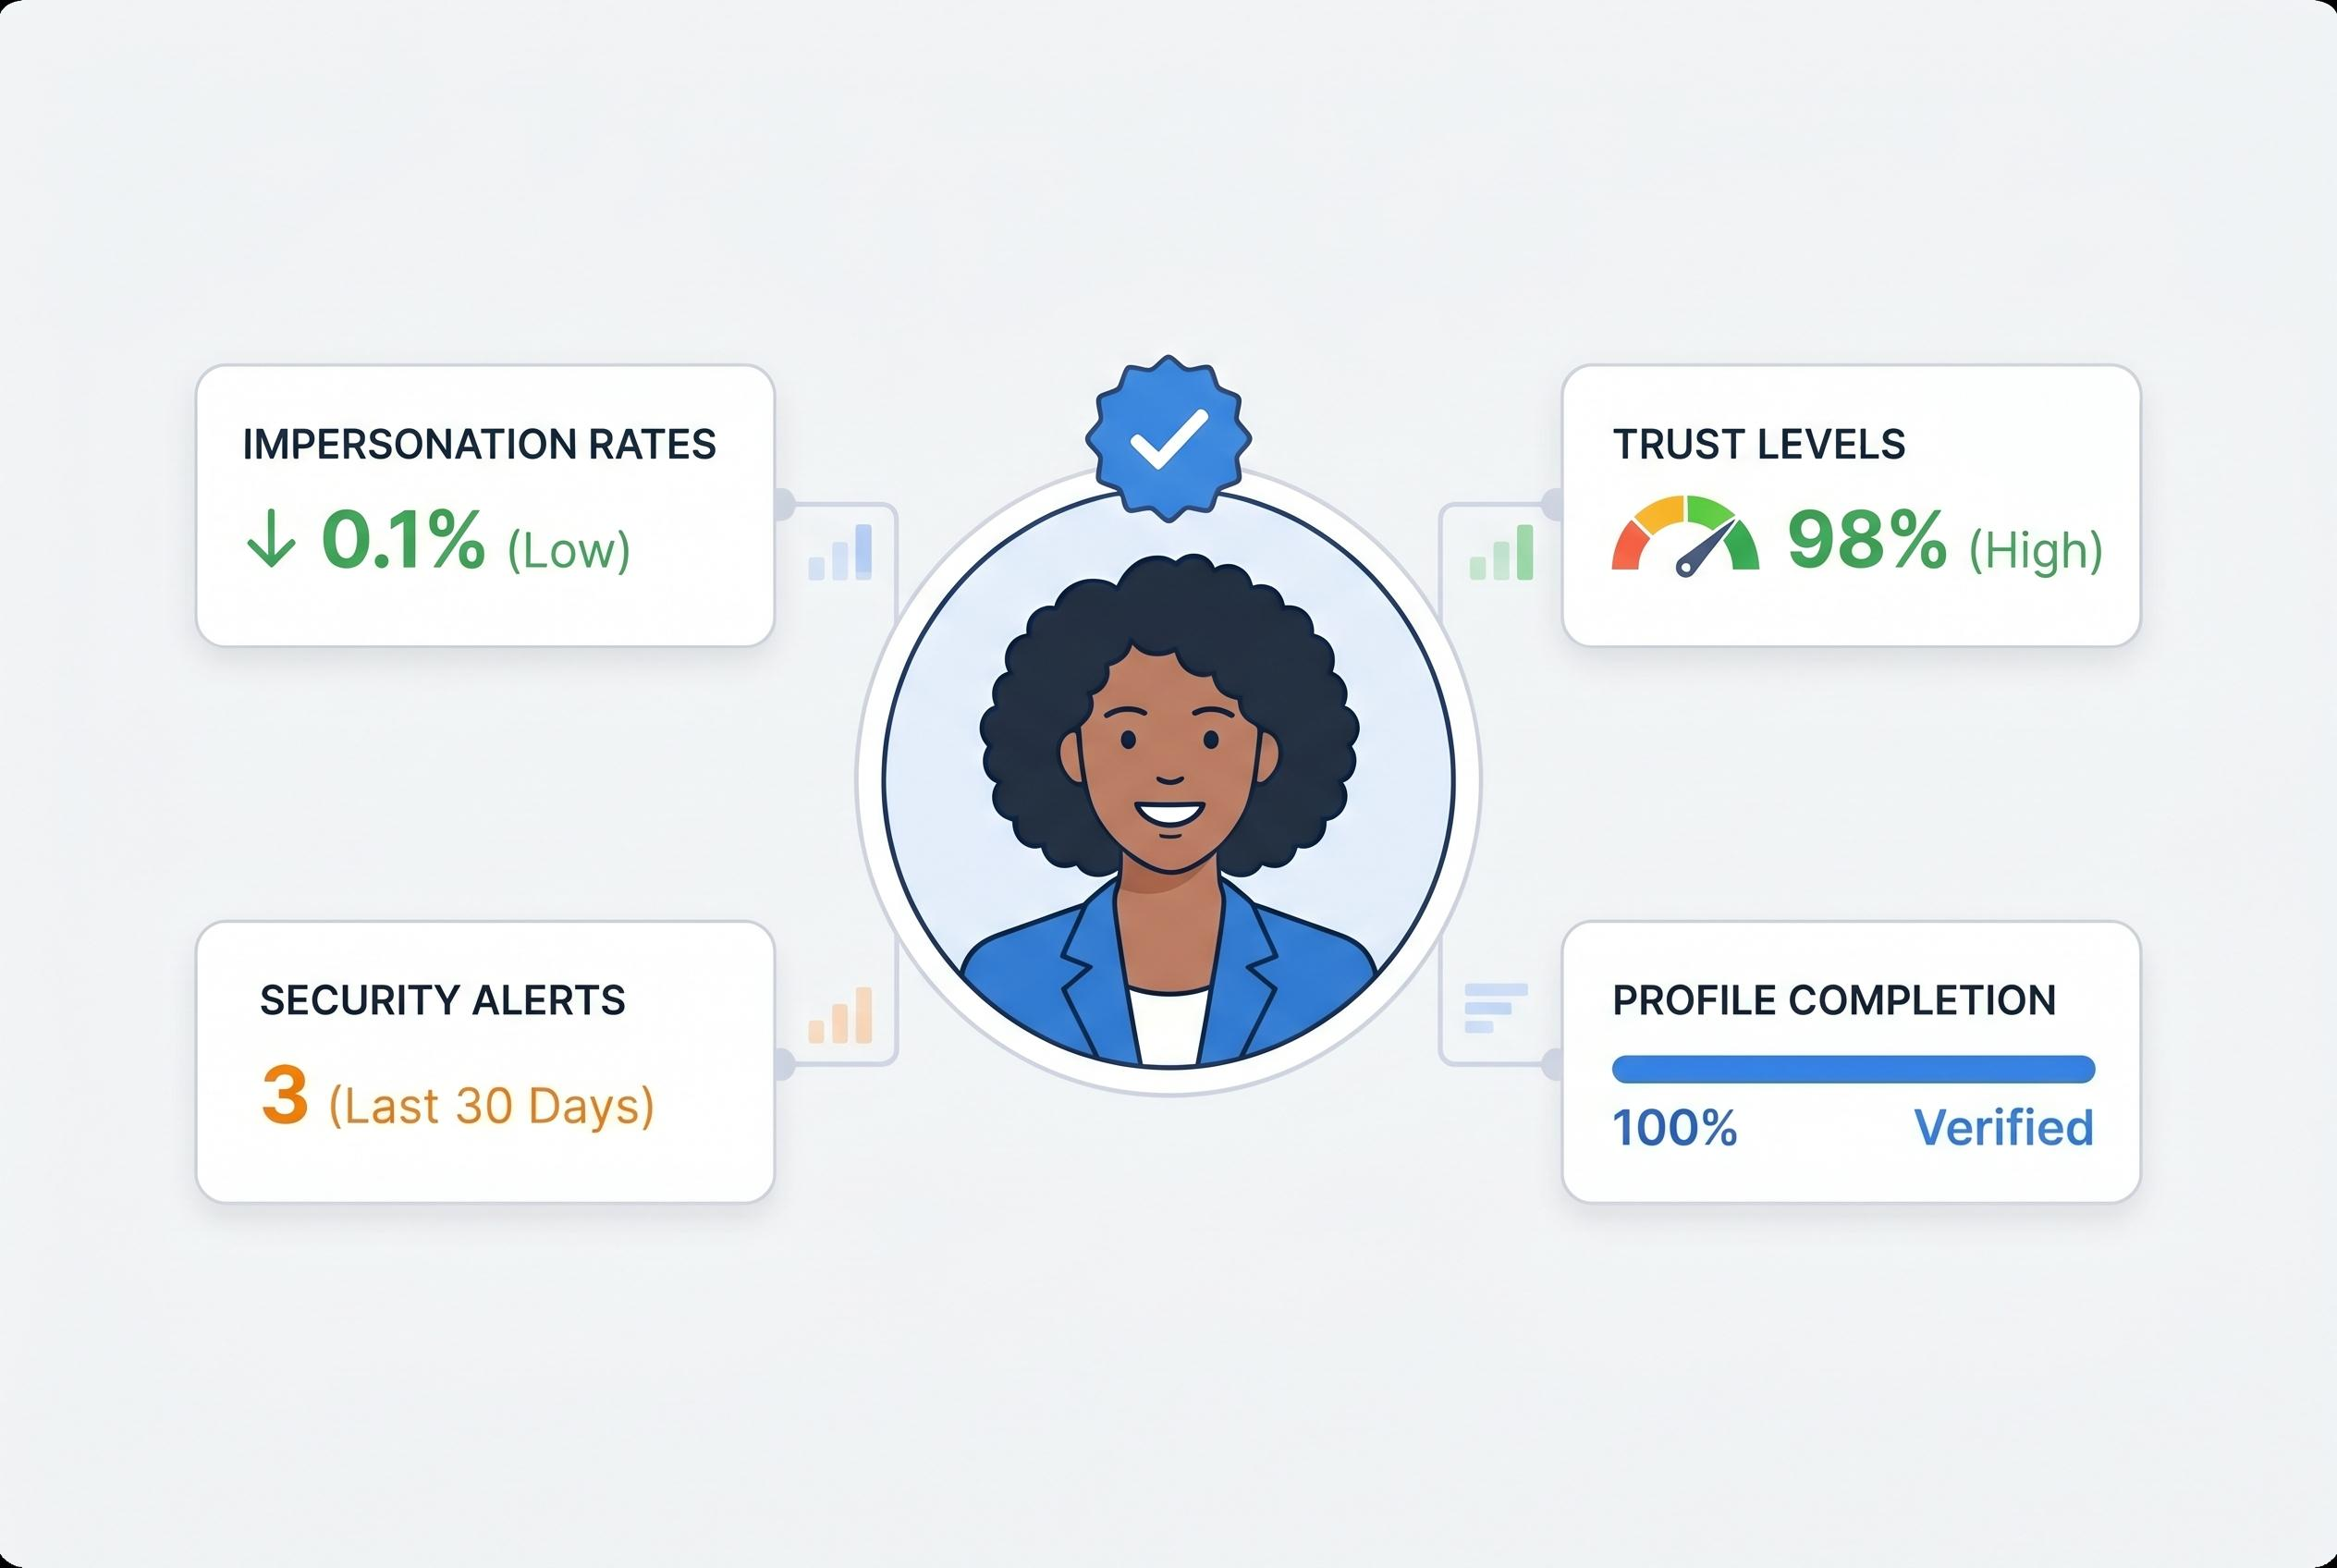 IMPERSONATION RATES
↓ 0.1% (Low)
TRUST LEVELS
98% (High)
SECURITY ALERTS
3 (Last 30 Days)
PROFILE COMPLETION
100% Verified